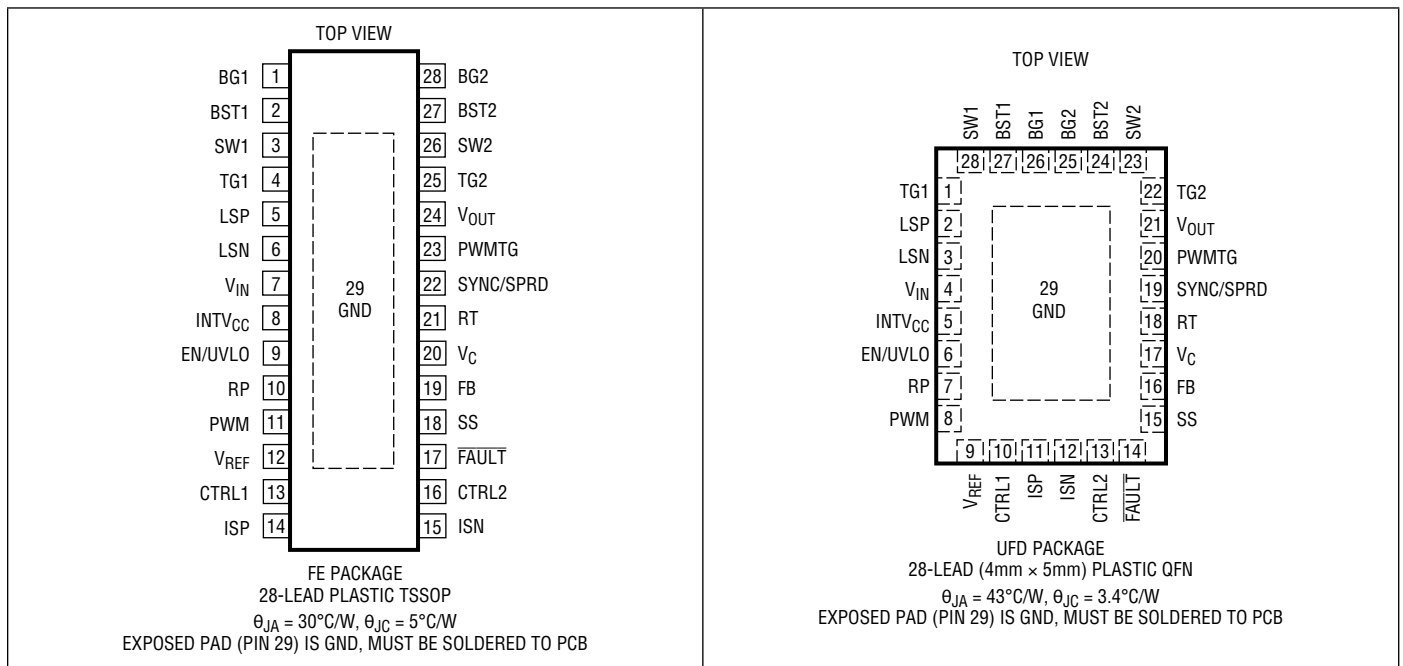 TOP VIEW
BG1 1
BST1 2
SW1 3
TG1 4
LSP 5
LSN 6
VIN 7
INTVCC 8
EN/UVLO 9
RP 10
PWM 11
VREF 12
CTRL1 13
ISP 14
28 BG2
27 BST2
26 SW2
25 TG2
24 VOUT
23 PWMTG
22 SYNC/SPRD
21 RT
20 VC
19 FB
18 SS
17 FAULT
16 CTRL2
15 ISN
29
GND
FE PACKAGE
28-LEAD PLASTIC TSSOP
θJA = 30°C/W, θJC = 5°C/W
EXPOSED PAD (PIN 29) IS GND, MUST BE SOLDERED TO PCB
TOP VIEW
SW1 BST1 BG1 BG2 BST2 SW2
28 27 26 25 24 23
TG1 1
LSP 2
LSN 3
VIN 4
INTVCC 5
EN/UVLO 6
RP 7
PWM 8
22 TG2
21 VOUT
20 PWMTG
19 SYNC/SPRD
18 RT
17 VC
16 FB
15 SS
29
GND
9 10 11 12 13 14
VREF CTRL1 ISP ISN CTRL2 FAULT
UFD PACKAGE
28-LEAD (4mm × 5mm) PLASTIC QFN
θJA = 43°C/W, θJC = 3.4°C/W
EXPOSED PAD (PIN 29) IS GND, MUST BE SOLDERED TO PCB